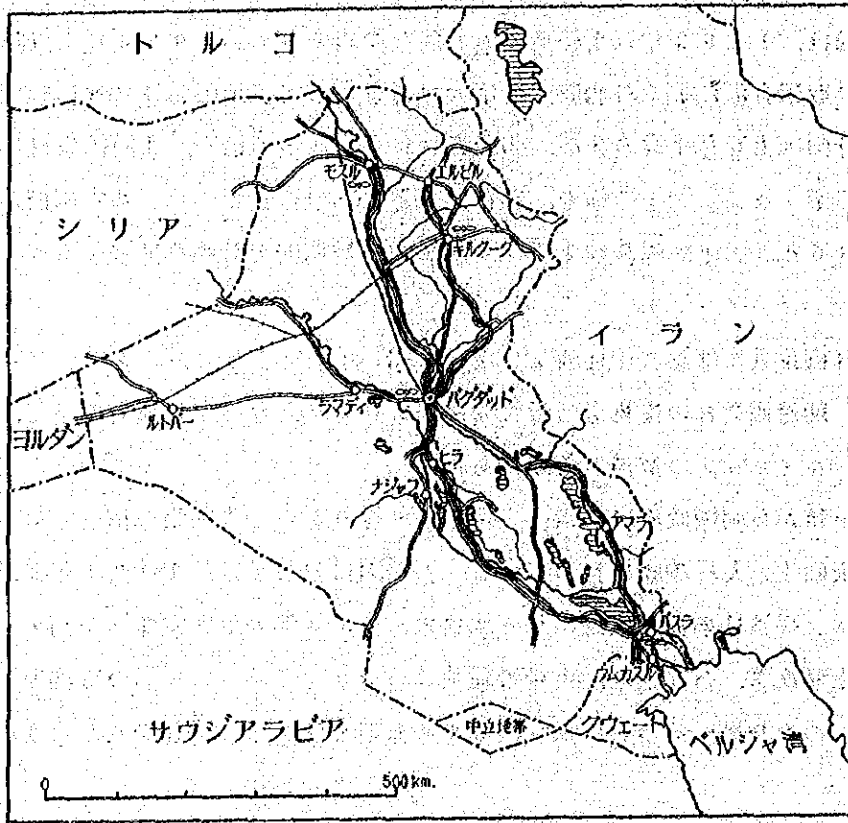 トルコ
シリア
モスル
エルビル
キルクーク
イラン
バグダッド
ラマディ
ルトバー
ヨルダン
ヒラ
ナジャフ
アマラ
バスラ
ウムカスル
サウジアラビア
中立地帯
クウェート
ペルシャ湾
0
500km.